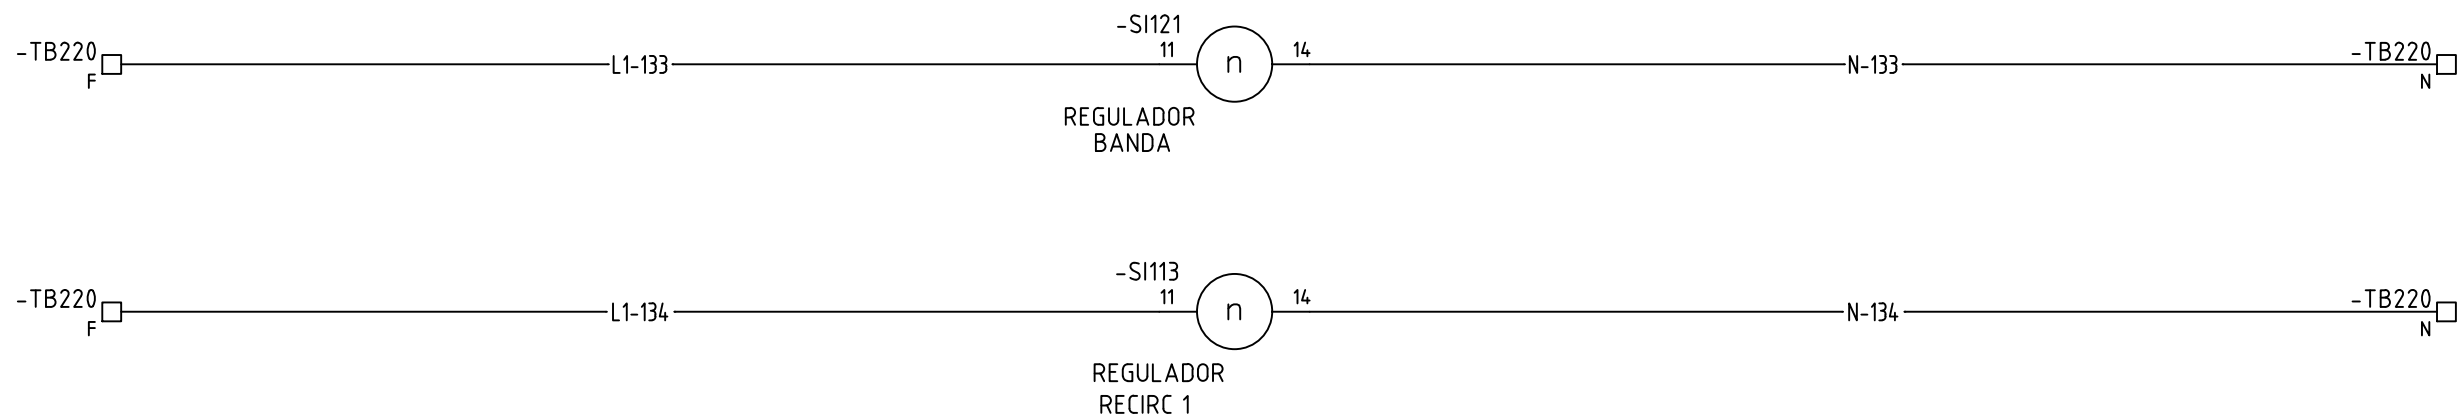 -SI121
-TB220 11 n 14 -TB220
F L1-133 N-133 N
REGULADOR
BANDA
-SI113
-TB220 11 n 14 -TB220
F L1-134 N-134 N
REGULADOR
RECIRC 1